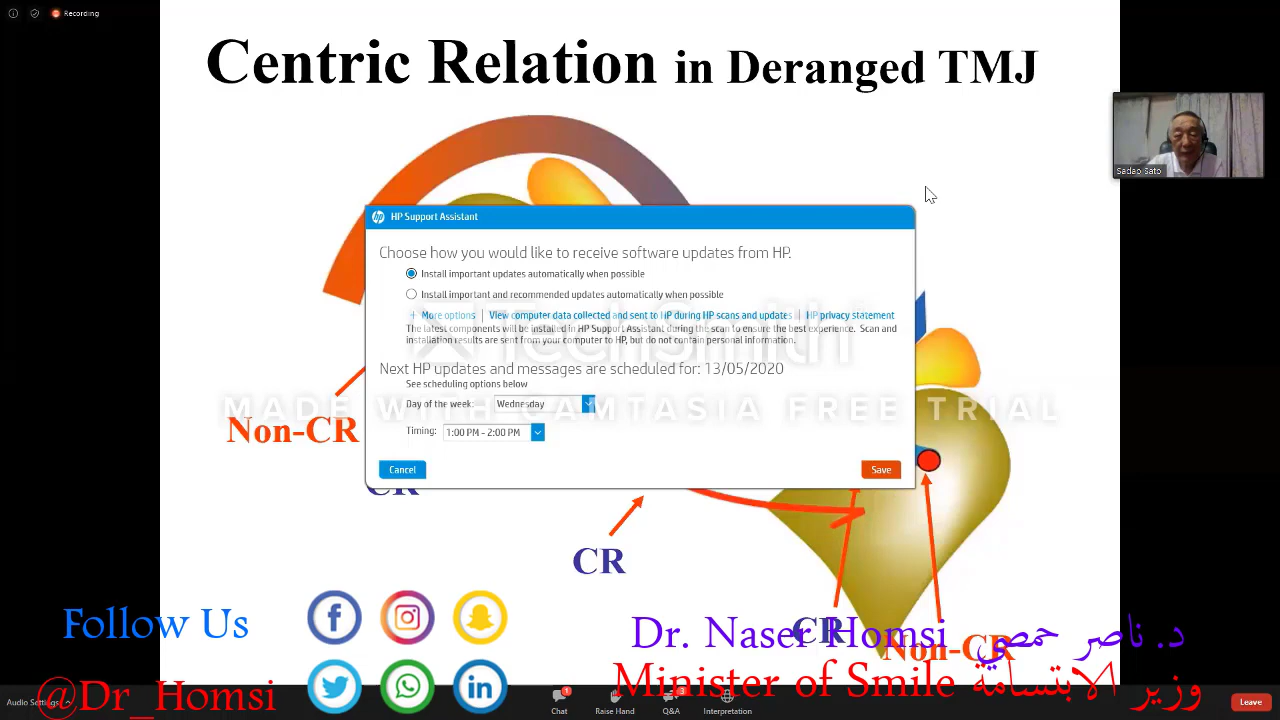 Recording
Centric Relation in Deranged TMJ
Sadao Sato
HP Support Assistant
Choose how you would like to receive software updates from HP.
Install important updates automatically when possible
Install important and recommended updates automatically when possible
+ More options | View computer data collected and sent to HP during HP scans and updates | HP privacy statement
The latest components will be installed in HP Support Assistant during the scan to ensure the best experience. Scan and
installation results are sent from your computer to HP, but do not contain personal information.
TechSmith
Next HP updates and messages are scheduled for: 13/05/2020
See scheduling options below
Day of the week: Wednesday
MADE WITH CAMTASIA FREE TRIAL
Timing: 1:00 PM - 2:00 PM
Cancel
Save
Non-CR
CR
CR
CR
Non-CR
Follow Us
@Dr_Homsi
Dr. Naser Homsi د. ناصر حمصي
Minister of Smile وزير الابتسامة
Audio Settings
Chat 1
Raise Hand
Q&A 3
Interpretation
Leave